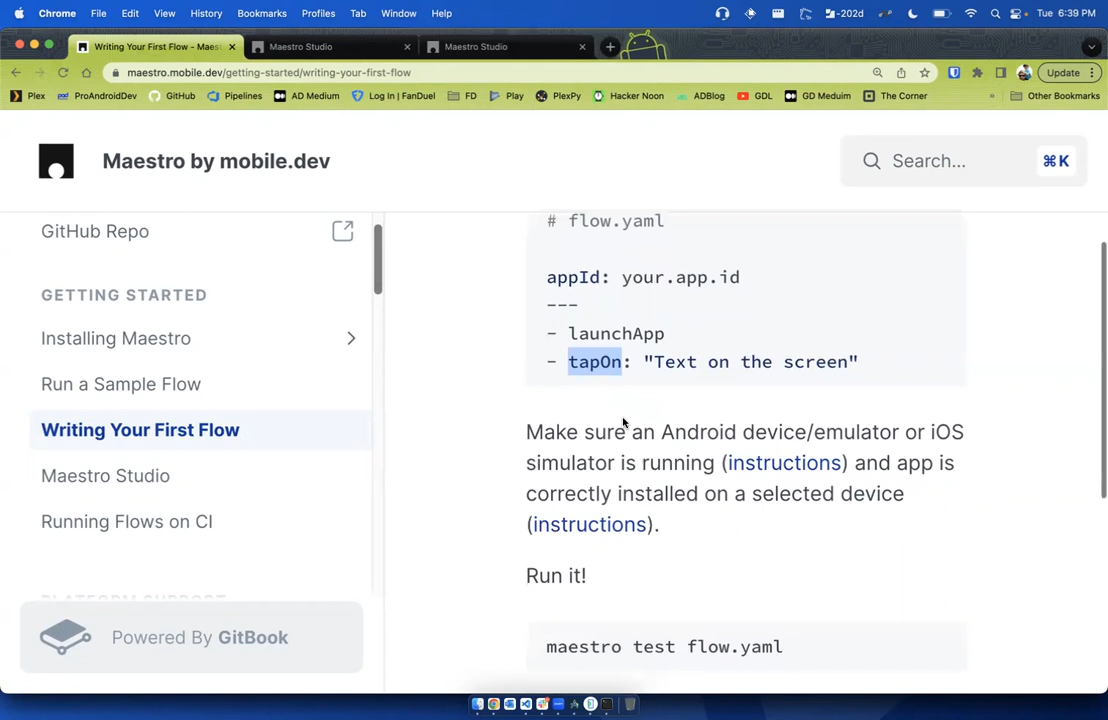 Chrome File Edit View History Bookmarks Profiles Tab Window Help -202d Tue 6:39 PM
Writing Your First Flow - Maest Maestro Studio Maestro Studio
maestro.mobile.dev/getting-started/writing-your-first-flow Update
Plex ProAndroidDev GitHub Pipelines AD Medium Log In | FanDuel FD Play PlexPy Hacker Noon ADBlog GDL GD Meduim The Corner » Other Bookmarks
Maestro by mobile.dev
Search... ⌘K
GitHub Repo
GETTING STARTED
Installing Maestro
Run a Sample Flow
Writing Your First Flow
Maestro Studio
Running Flows on CI
PLATFORM SUPPORT
Powered By GitBook
# flow.yaml
appId: your.app.id
---
- launchApp
- tapOn: "Text on the screen"
Make sure an Android device/emulator or iOS
simulator is running (instructions) and app is
correctly installed on a selected device
(instructions).
Run it!
maestro test flow.yaml